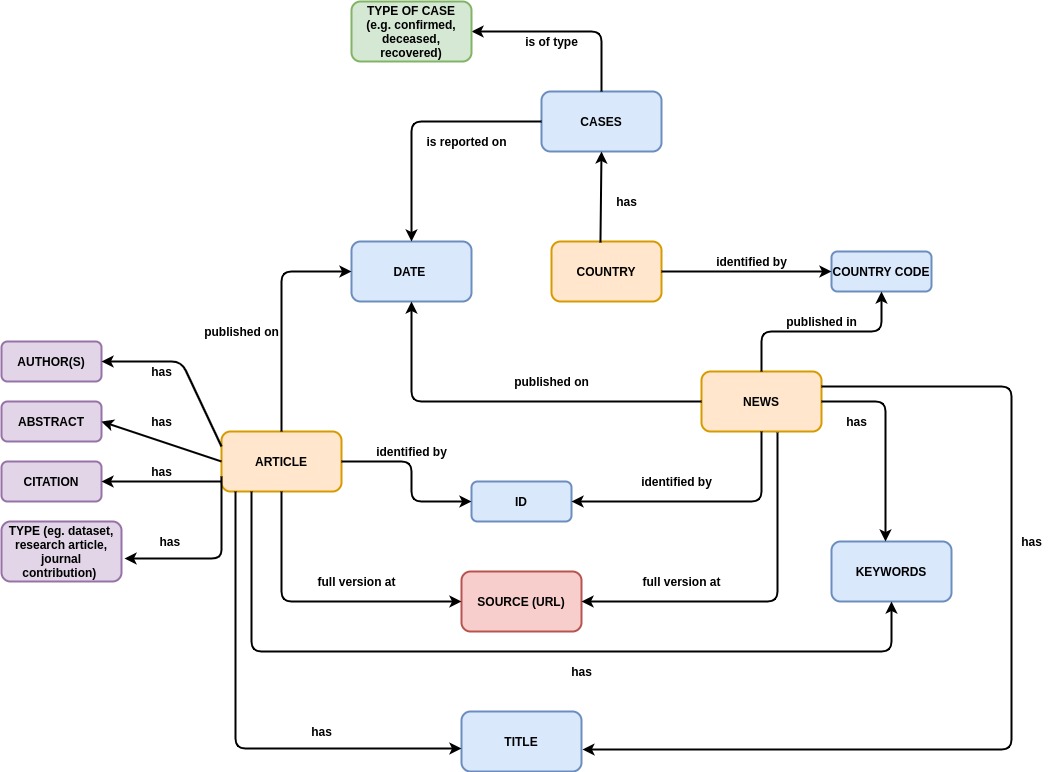 TYPE OF CASE
(e.g. confirmed,
deceased,
recovered)
is of type
CASES
is reported on
has
DATE
COUNTRY
identified by
COUNTRY CODE
published on
published in
AUTHOR(S)
has
published on
NEWS
ABSTRACT
has
has
ARTICLE
identified by
CITATION
has
ID
identified by
TYPE (eg. dataset,
research article,
journal
contribution)
has
has
KEYWORDS
full version at
SOURCE (URL)
full version at
has
has
TITLE